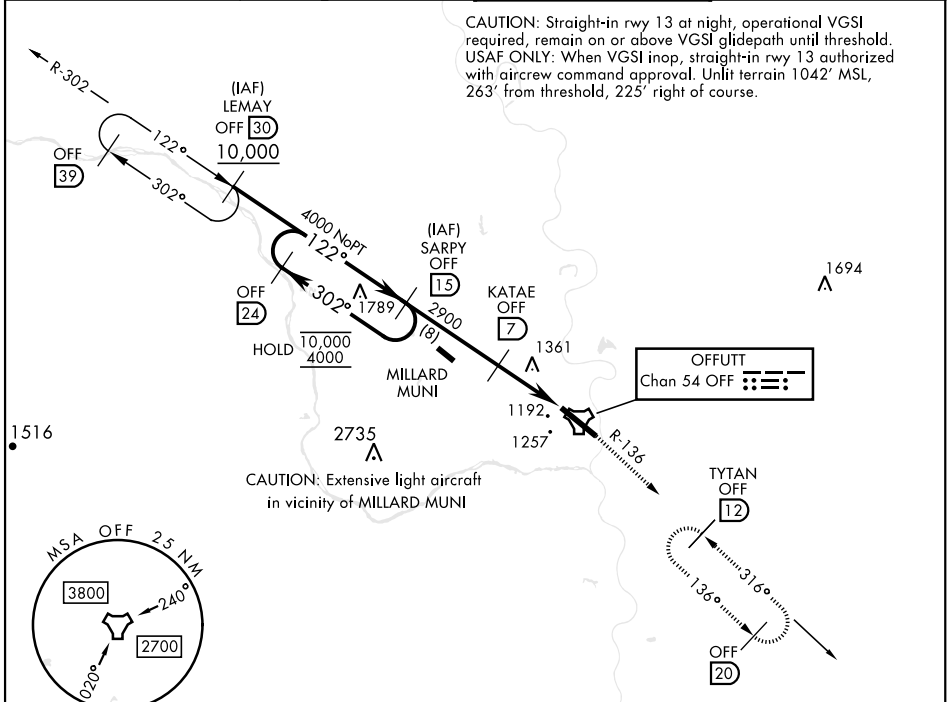 CAUTION: Straight-in rwy 13 at night, operational VGSI
required, remain on or above VGSI glidepath until threshold.
USAF ONLY: When VGSI inop, straight-in rwy 13 authorized
with aircrew command approval. Unlit terrain 1042' MSL,
263' from threshold, 225' right of course.
R-302
(IAF)
LEMAY
OFF 30
10,000
122°
302°
OFF
39
4000 NoPT
122°
302°
(IAF)
SARPY
OFF
15
OFF
24
1789
2900
(8)
KATAE
OFF
7
1694
HOLD
10,000
4000
MILLARD
MUNI
1361
OFFUTT
Chan 54 OFF
1192
1257
R-136
1516
2735
CAUTION: Extensive light aircraft
in vicinity of MILLARD MUNI
TYTAN
OFF
12
316°
136°
OFF
20
MSA OFF 25 NM
3800
240°
2700
020°